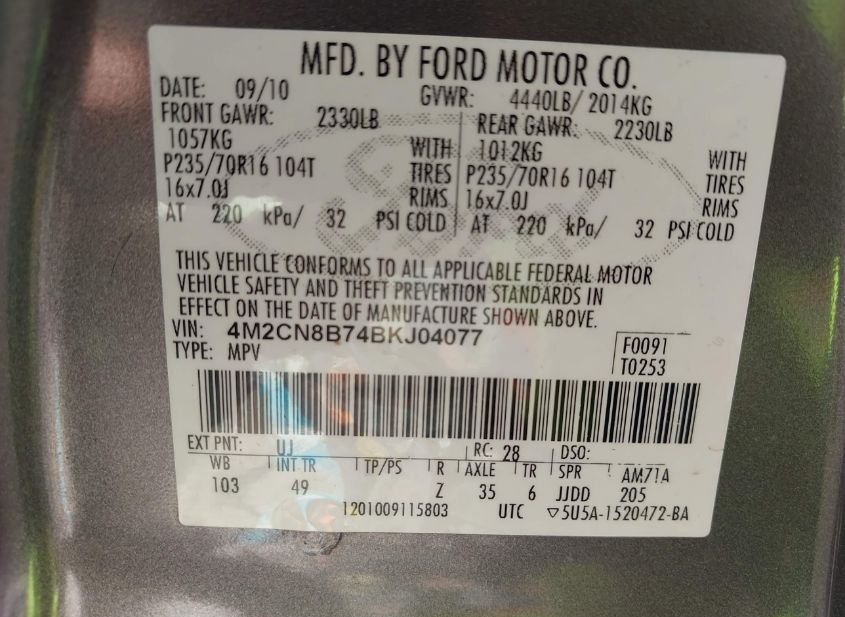 MFD. BY FORD MOTOR CO.
DATE: 09/10 GVWR: 4440LB/ 2014KG
FRONT GAWR: 2330LB REAR GAWR: 2230LB
1057KG WITH 1012KG WITH
P235/70R16 104T TIRES P235/70R16 104T TIRES
16x7.0J RIMS 16x7.0J RIMS
AT 220 kPa/ 32 PSI COLD AT 220 kPa/ 32 PSI COLD
THIS VEHICLE CONFORMS TO ALL APPLICABLE FEDERAL MOTOR
VEHICLE SAFETY AND THEFT PREVENTION STANDARDS IN
EFFECT ON THE DATE OF MANUFACTURE SHOWN ABOVE.
VIN: 4M2CN8B74BKJ04077 F0091
TYPE: MPV T0253
EXT PNT: UJ RC: 28 DSO:
WB INT TR TP/PS R AXLE TR SPR AM71A
103 49 Z 35 6 JJDD 205
1201009115803 UTC ▽5U5A-1520472-BA